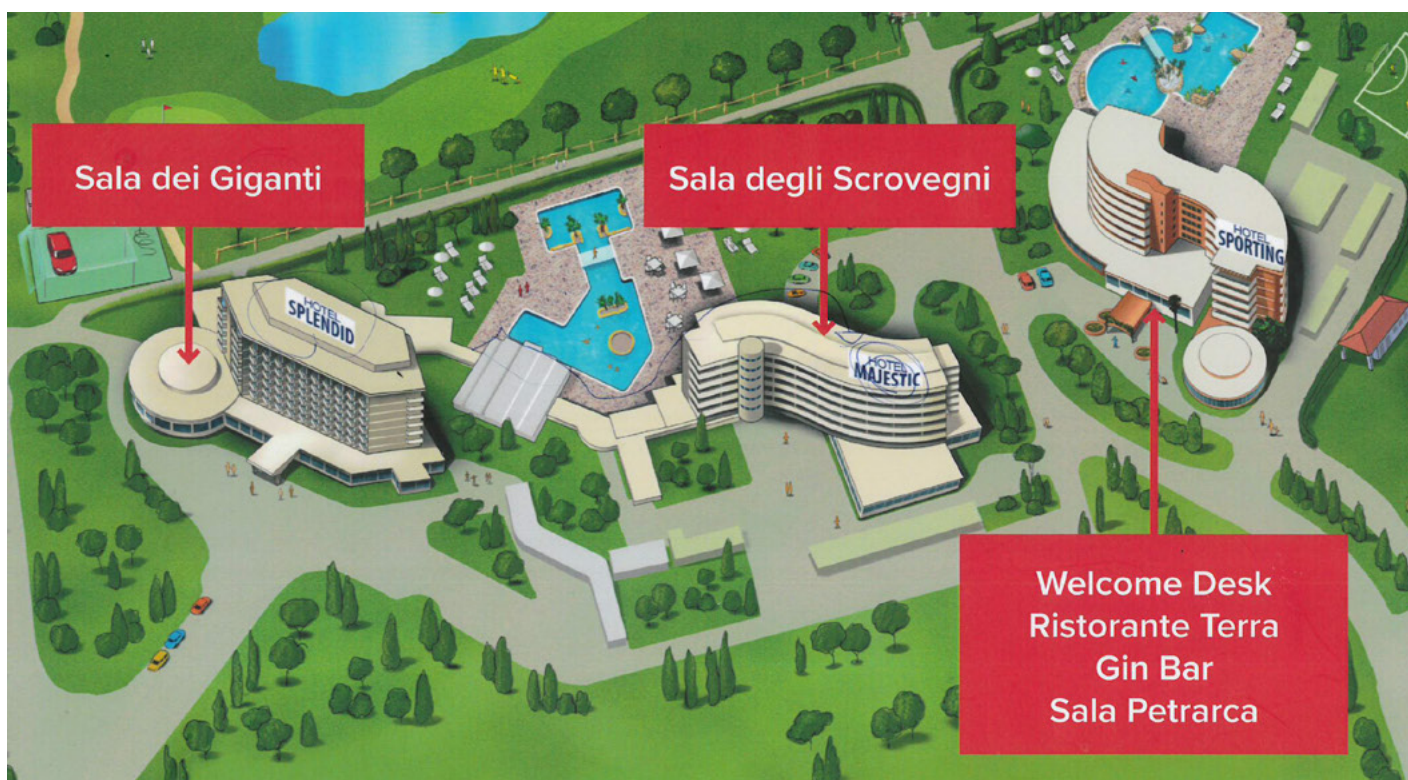 Sala dei Giganti
Sala degli Scrovegni
HOTEL
SPORTING
HOTEL
SPLENDID
HOTEL
MAJESTIC
Welcome Desk
Ristorante Terra
Gin Bar
Sala Petrarca